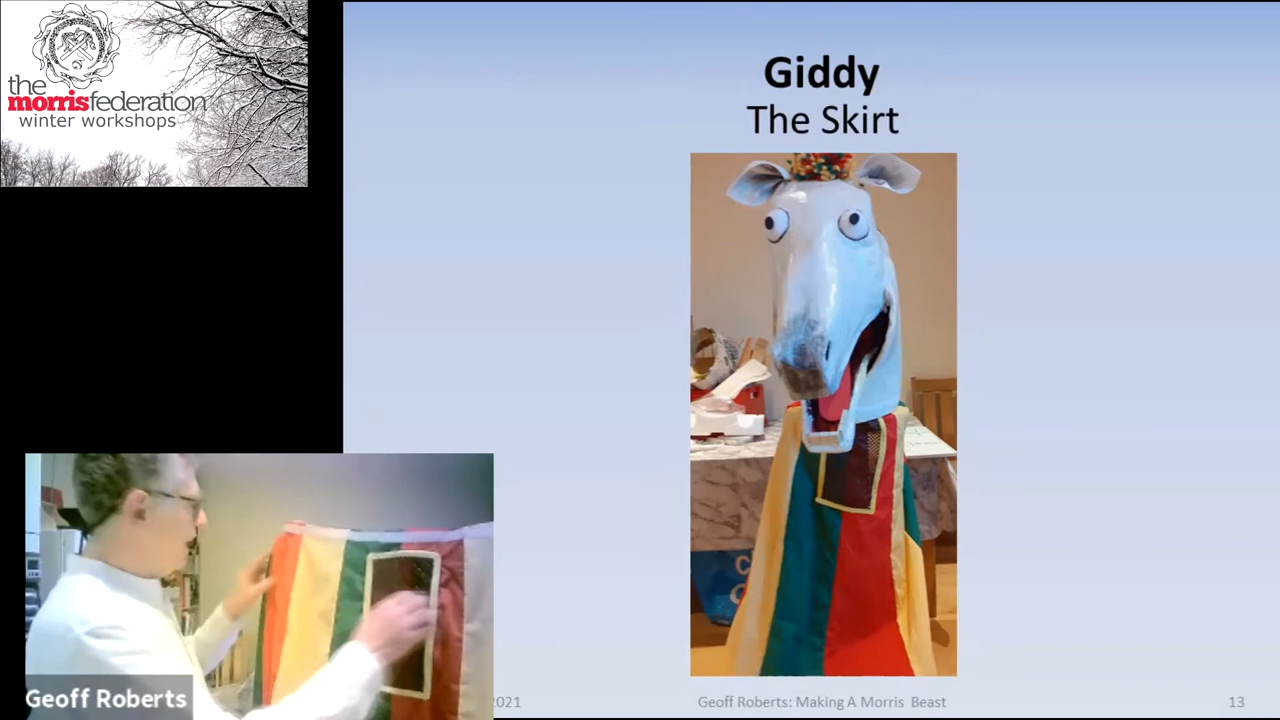 the
morrisfederation
winter workshops
Giddy
The Skirt
C
Geoff Roberts
2021
Geoff Roberts: Making A Morris Beast
13